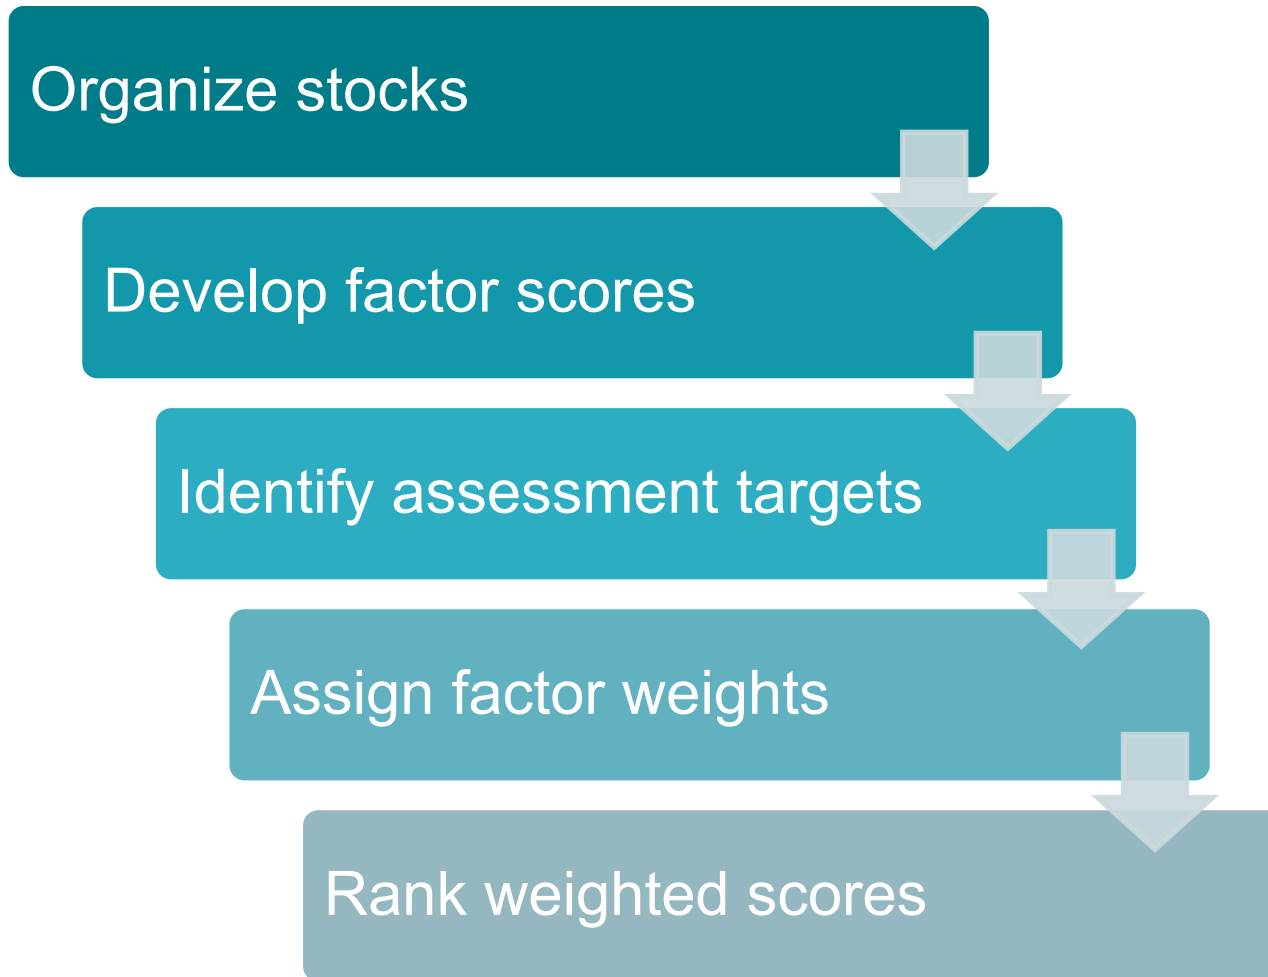 Organize stocks
Develop factor scores
Identify assessment targets
Assign factor weights
Rank weighted scores